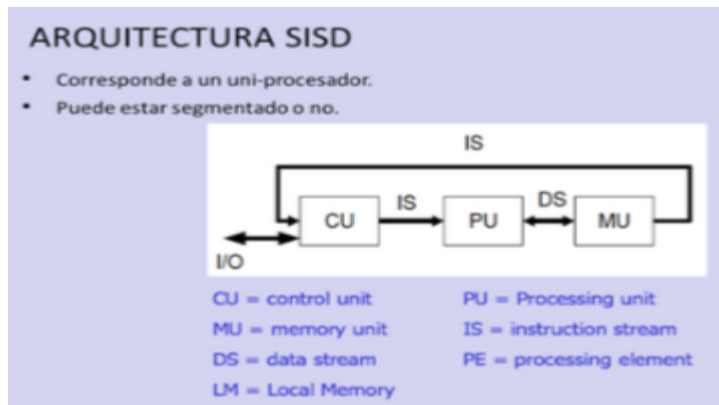 ARQUITECTURA SISD
• Corresponde a un uni-procesador.
• Puede estar segmentado o no.
IS
CU IS PU DS MU
I/O
CU = control unit PU = Processing unit
MU = memory unit IS = instruction stream
DS = data stream PE = processing element
LM = Local Memory